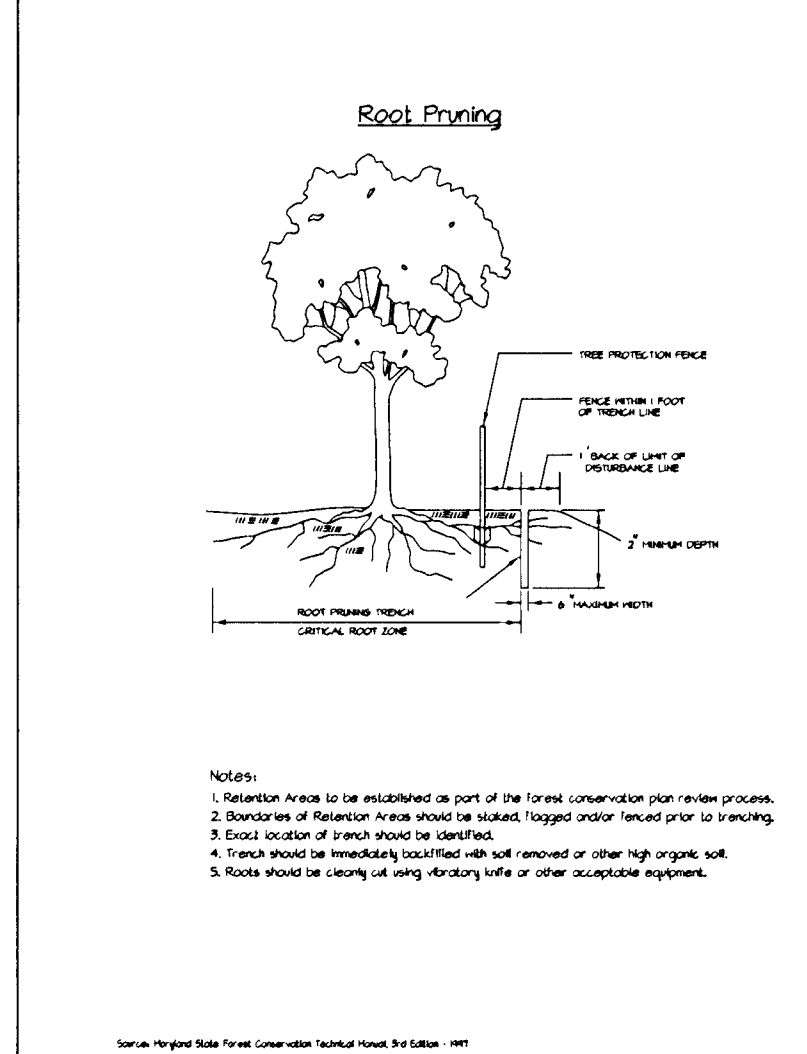 Root Pruning
TREE PROTECTION FENCE
FENCE WITHIN 1 FOOT
OF TRENCH LINE
1' BACK OF LIMIT OF
DISTURBANCE LINE
2" MINIMUM DEPTH
6" MAXIMUM WIDTH
ROOT PRUNING TRENCH
CRITICAL ROOT ZONE
Notes:
1. Retention Areas to be established as part of the forest conservation plan review process.
2. Boundaries of Retention Areas should be staked, flagged and/or fenced prior to trenching.
3. Exact location of trench should be identified.
4. Trench should be immediately backfilled with soil removed or other high organic soil.
5. Roots should be cleanly cut using vibratory knife or other acceptable equipment.
Source: Maryland State Forest Conservation Technical Manual, 3rd Edition - 1997